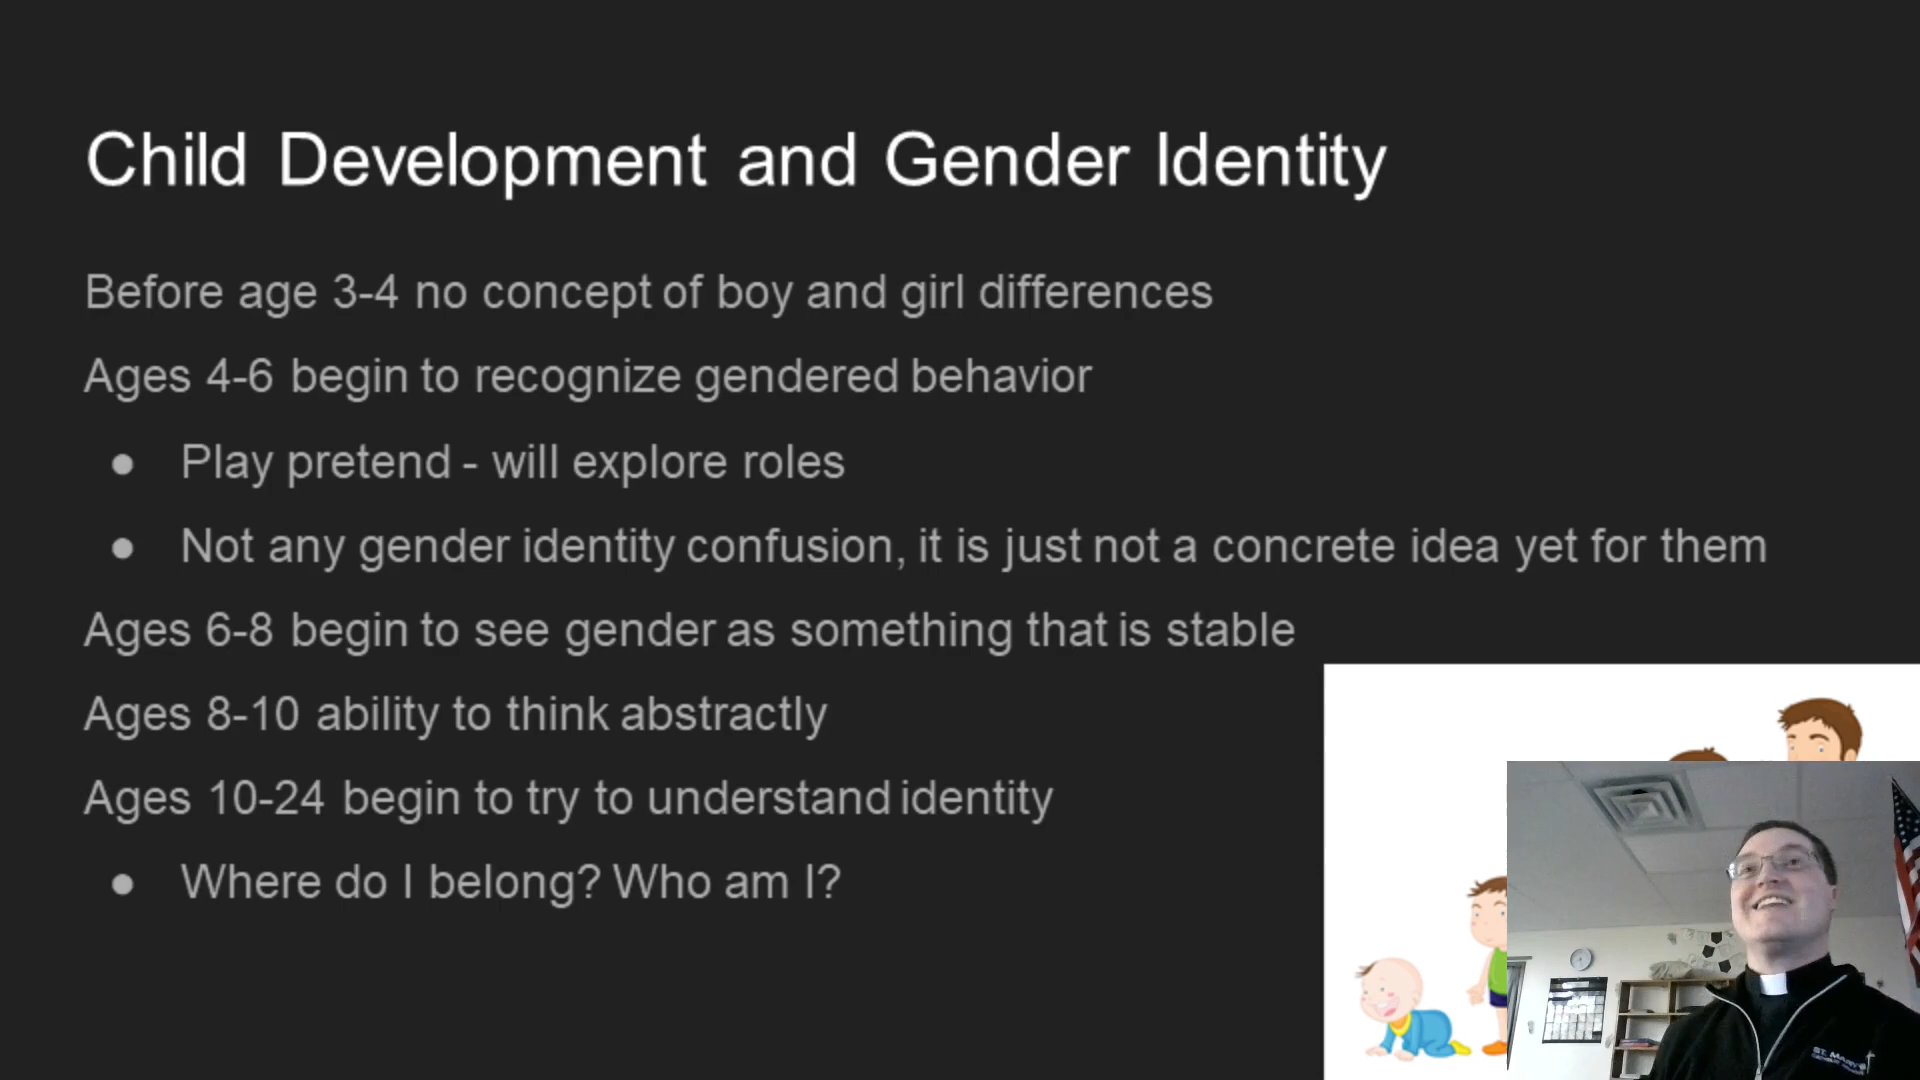 Child Development and Gender Identity
Before age 3-4 no concept of boy and girl differences
Ages 4-6 begin to recognize gendered behavior
● Play pretend - will explore roles
● Not any gender identity confusion, it is just not a concrete idea yet for them
Ages 6-8 begin to see gender as something that is stable
Ages 8-10 ability to think abstractly
Ages 10-24 begin to try to understand identity
● Where do I belong? Who am I?
ST. MARY'S